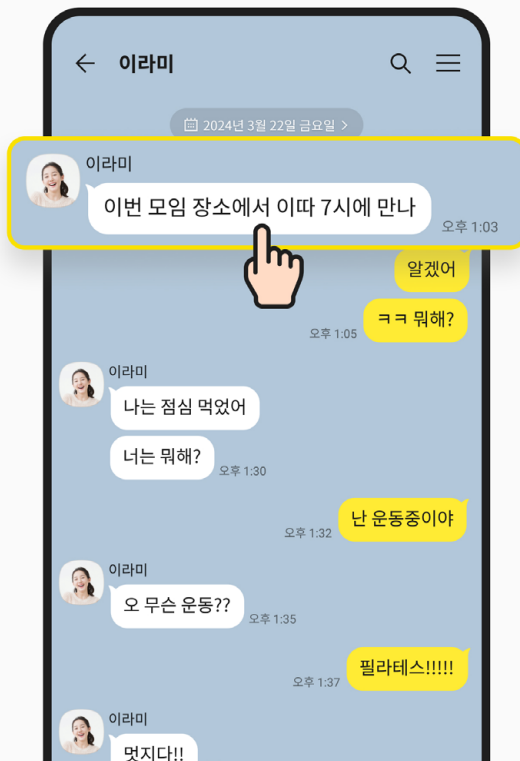 이라미
2024년 3월 22일 금요일
이라미
이번 모임 장소에서 이따 7시에 만나
오후 1:03
알겠어
ㅋㅋ 뭐해?
오후 1:05
이라미
나는 점심 먹었어
너는 뭐해?
오후 1:30
난 운동중이야
오후 1:32
이라미
오 무슨 운동??
오후 1:35
필라테스!!!!!
오후 1:37
이라미
멋지다!!